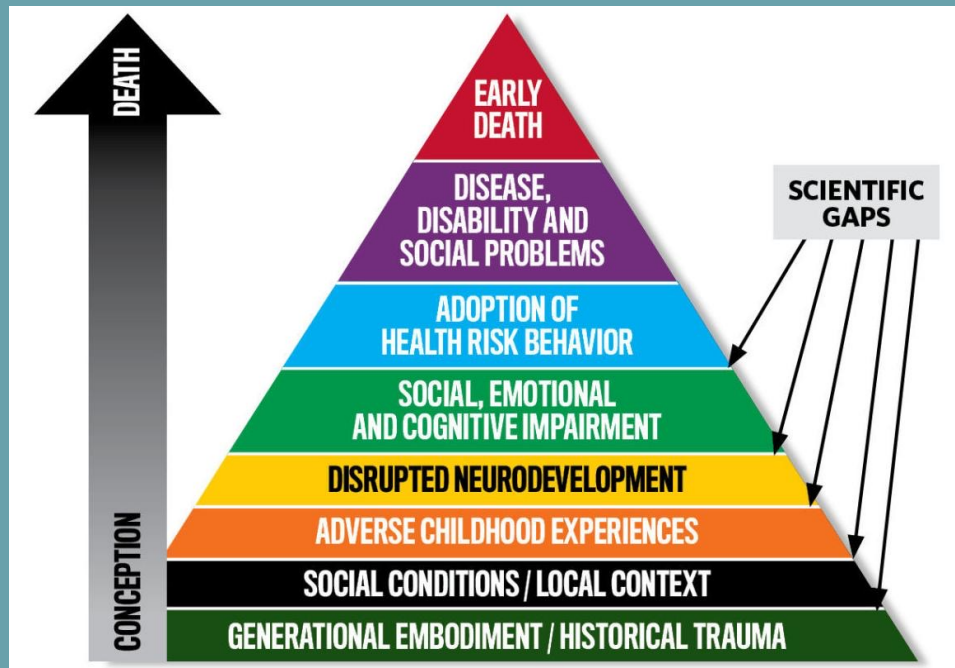 DEATH
CONCEPTION
EARLY
DEATH
DISEASE,
DISABILITY AND
SOCIAL PROBLEMS
ADOPTION OF
HEALTH RISK BEHAVIOR
SOCIAL, EMOTIONAL
AND COGNITIVE IMPAIRMENT
DISRUPTED NEURODEVELOPMENT
ADVERSE CHILDHOOD EXPERIENCES
SOCIAL CONDITIONS / LOCAL CONTEXT
GENERATIONAL EMBODIMENT / HISTORICAL TRAUMA
SCIENTIFIC
GAPS